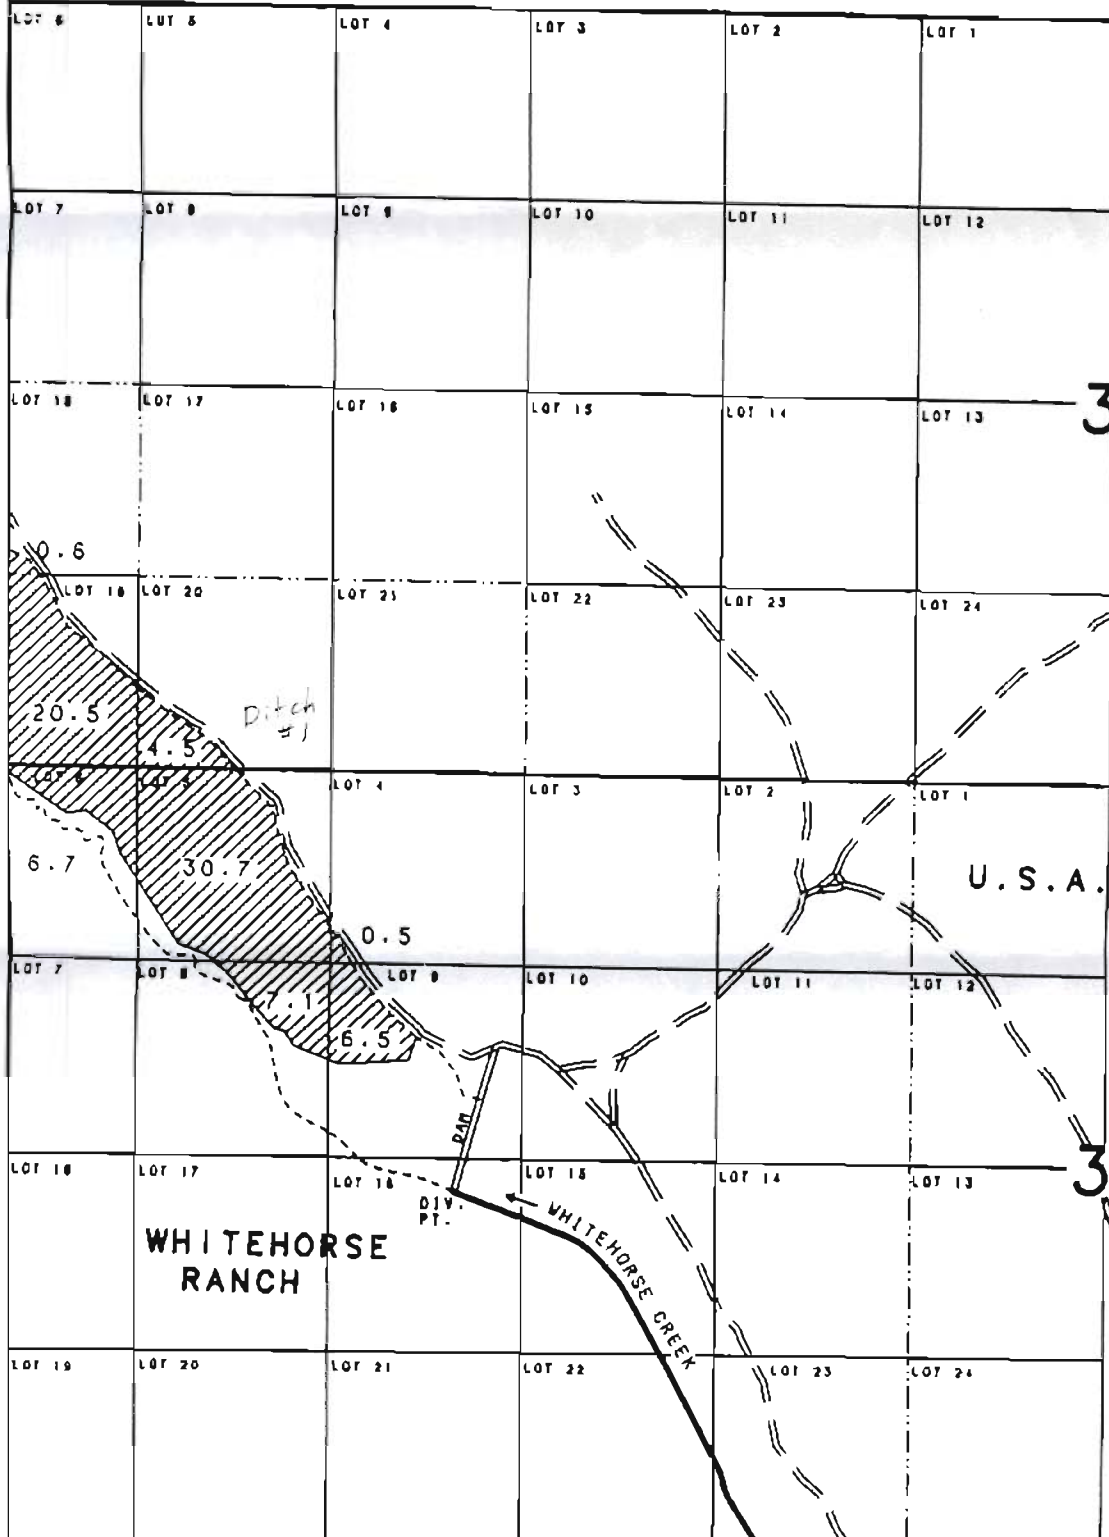 LOT 6 LOT 5 LOT 4 LOT 3 LOT 2 LOT 1
LOT 7 LOT 8 LOT 9 LOT 10 LOT 11 LOT 12
LOT 18 LOT 17 LOT 16 LOT 15 LOT 14 LOT 13
3
0.6
LOT 19 LOT 20 LOT 21 LOT 22 LOT 23 LOT 24
20.5
Ditch
#1
4.5
LOT 6 LOT 5 LOT 4 LOT 3 LOT 2 LOT 1
6.7
30.7
U.S.A.
0.5
LOT 7 LOT 8 LOT 9 LOT 10 LOT 11 LOT 12
7.1
6.5
DAM
LOT 18 LOT 17 LOT 16 LOT 15 LOT 14 LOT 13
3
DIV.
PT.
WHITEHORSE CREEK
WHITEHORSE
RANCH
LOT 19 LOT 20 LOT 21 LOT 22 LOT 23 LOT 24